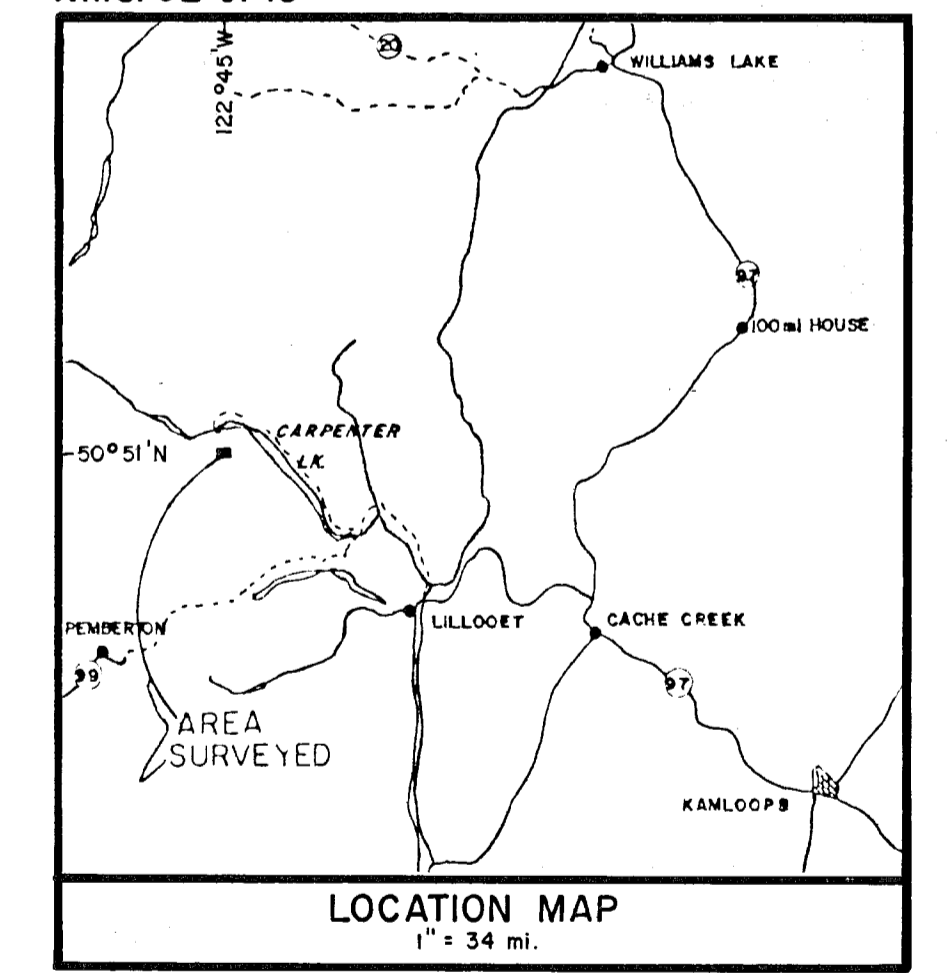 20
122°45'W
WILLIAMS LAKE
97
100 mi HOUSE
CARPENTER
LK.
50°51'N
LILLOOET
CACHE CREEK
PEMBERTON
99
97
AREA
SURVEYED
KAMLOOPS
LOCATION MAP
1" = 34 mi.